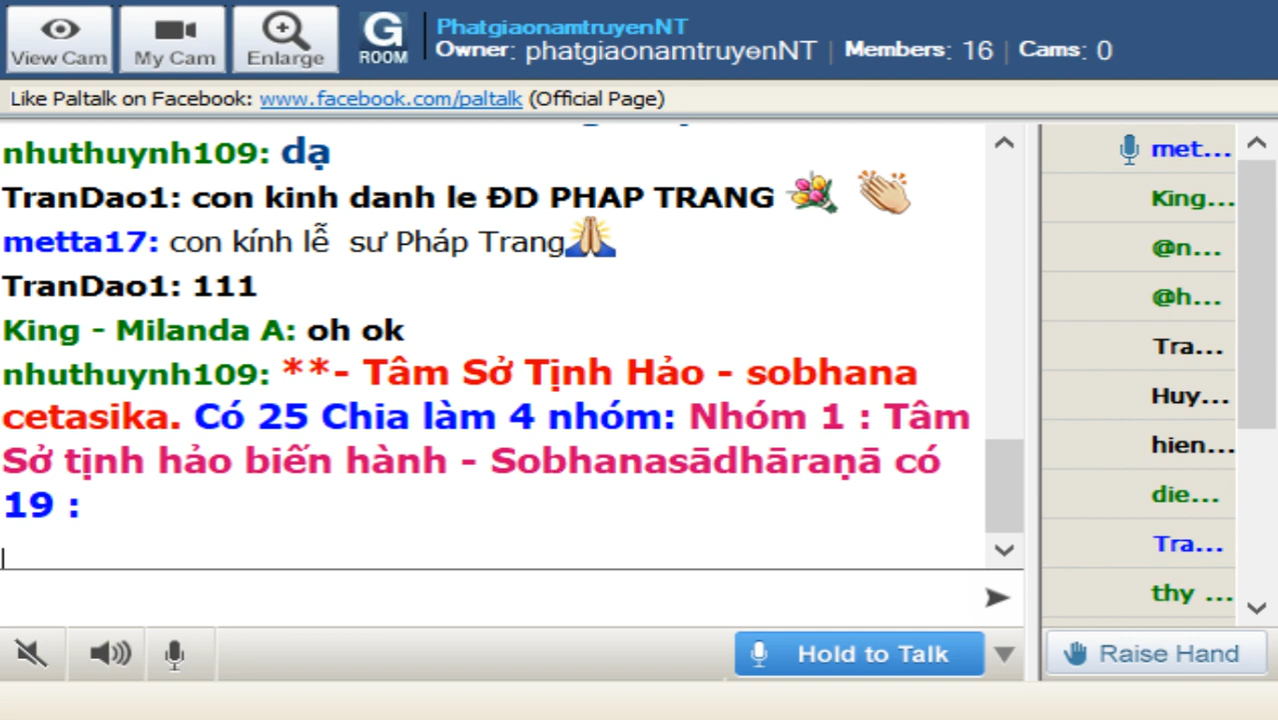 View Cam
My Cam
Enlarge
G
ROOM
PhatgiaonamtruyenNT
Owner: phatgiaonamtruyenNT | Members: 16 | Cams: 0
Like Paltalk on Facebook: www.facebook.com/paltalk (Official Page)
nhuthuynh109: dạ
TranDao1: con kinh danh le ĐD PHAP TRANG
metta17: con kính lễ sư Pháp Trang
TranDao1: 111
King - Milanda A: oh ok
nhuthuynh109: **- Tâm Sở Tịnh Hảo - sobhana
cetasika. Có 25 Chia làm 4 nhóm: Nhóm 1 : Tâm
Sở tịnh hảo biến hành - Sobhanasādhāraṇā có
19 :
met...
King...
@n...
@h...
Tra...
Huy...
hien...
die...
Tra...
thy ...
Hold to Talk
Raise Hand